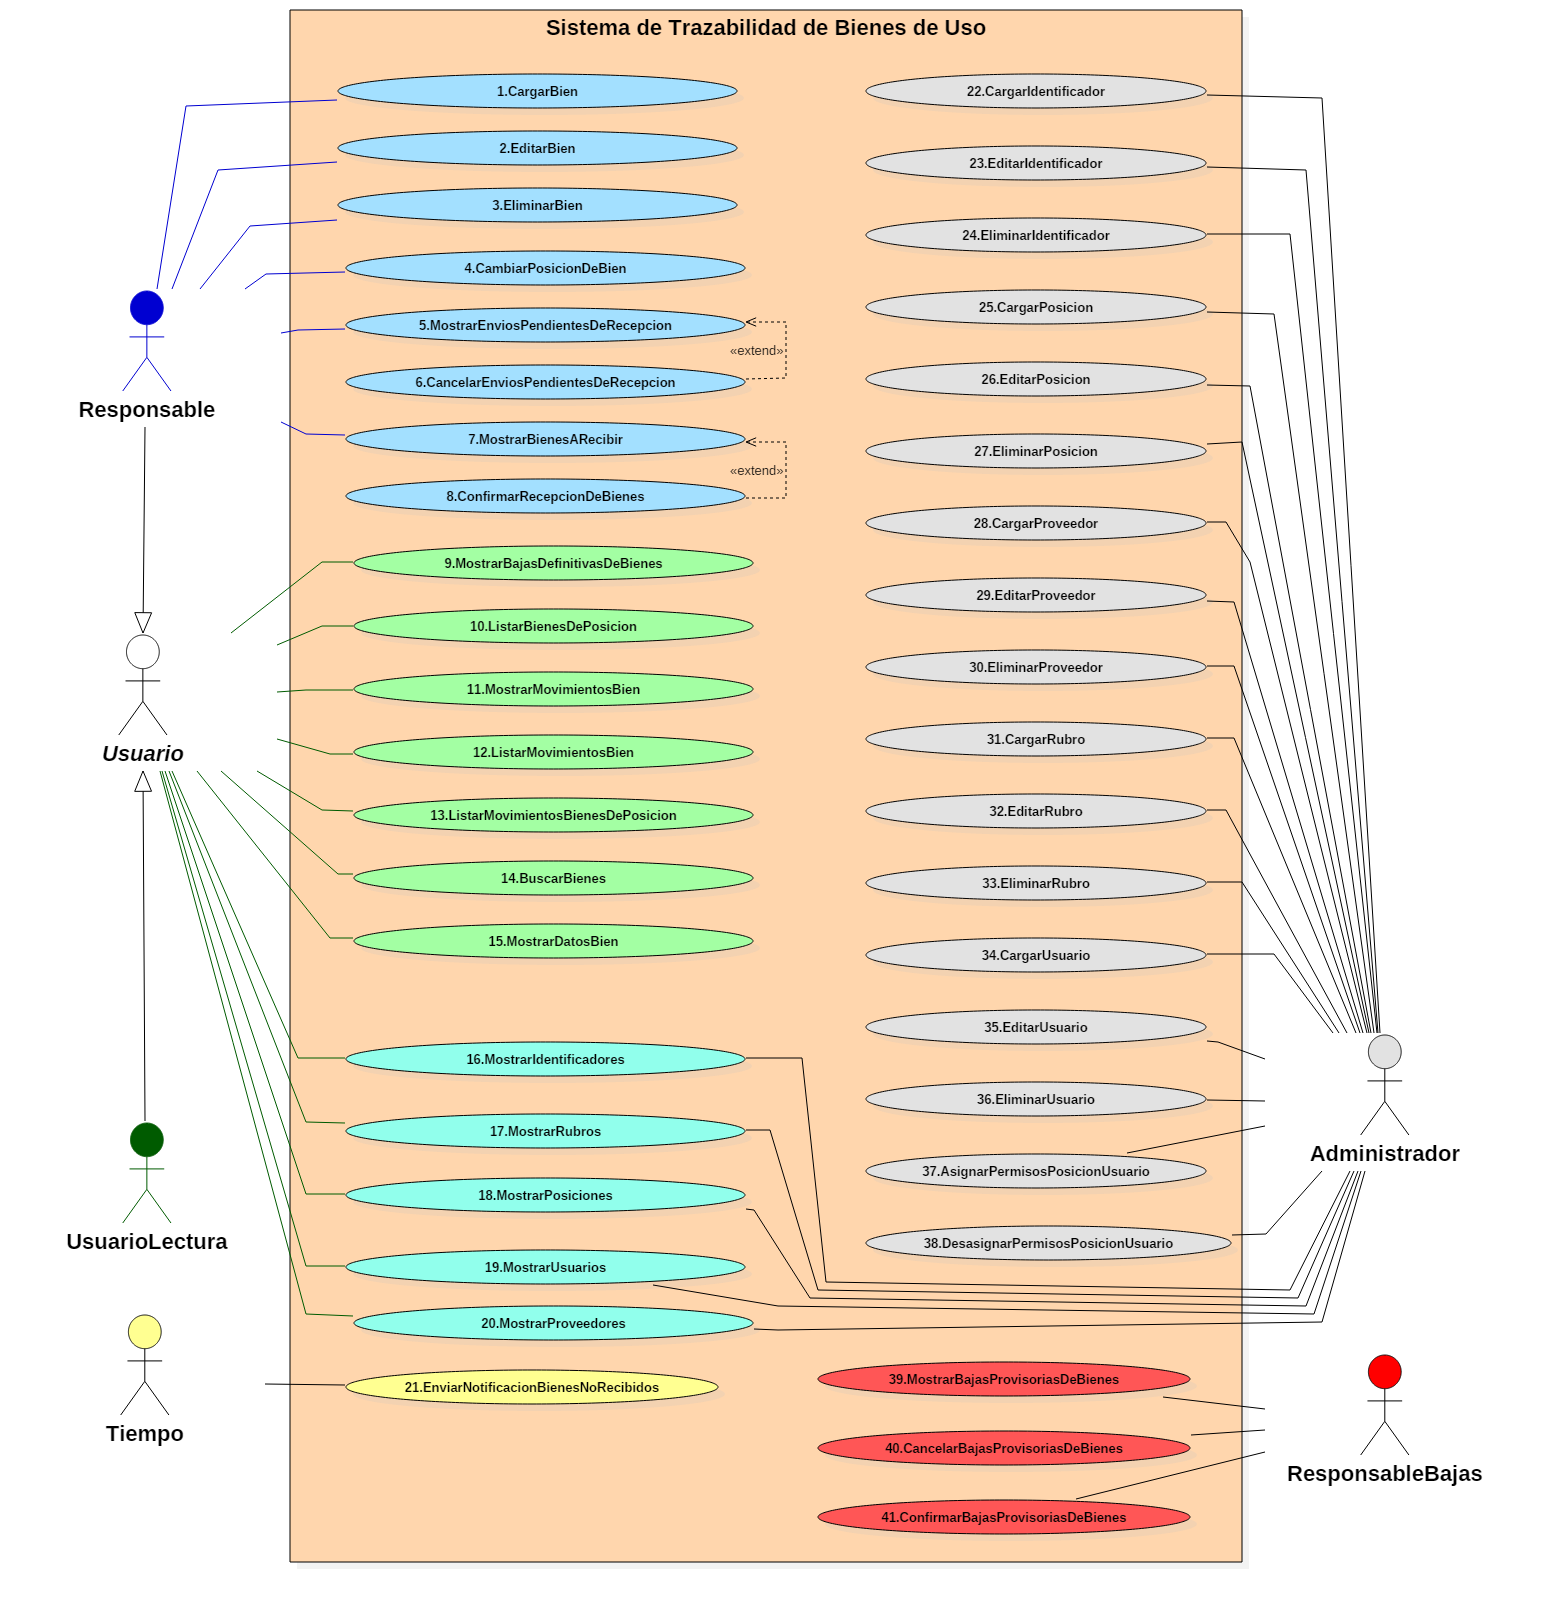 Sistema de Trazabilidad de Bienes de Uso
1.CargarBien
2.EditarBien
3.EliminarBien
4.CambiarPosicionDeBien
5.MostrarEnviosPendientesDeRecepcion
«extend»
6.CancelarEnviosPendientesDeRecepcion
7.MostrarBienesARecibir
«extend»
8.ConfirmarRecepcionDeBienes
9.MostrarBajasDefinitivasDeBienes
10.ListarBienesDePosicion
11.MostrarMovimientosBien
12.ListarMovimientosBien
13.ListarMovimientosBienesDePosicion
14.BuscarBienes
15.MostrarDatosBien
16.MostrarIdentificadores
17.MostrarRubros
18.MostrarPosiciones
19.MostrarUsuarios
20.MostrarProveedores
21.EnviarNotificacionBienesNoRecibidos
22.CargarIdentificador
23.EditarIdentificador
24.EliminarIdentificador
25.CargarPosicion
26.EditarPosicion
27.EliminarPosicion
28.CargarProveedor
29.EditarProveedor
30.EliminarProveedor
31.CargarRubro
32.EditarRubro
33.EliminarRubro
34.CargarUsuario
35.EditarUsuario
36.EliminarUsuario
37.AsignarPermisosPosicionUsuario
38.DesasignarPermisosPosicionUsuario
39.MostrarBajasProvisoriasDeBienes
40.CancelarBajasProvisoriasDeBienes
41.ConfirmarBajasProvisoriasDeBienes
Responsable
Usuario
UsuarioLectura
Tiempo
Administrador
ResponsableBajas